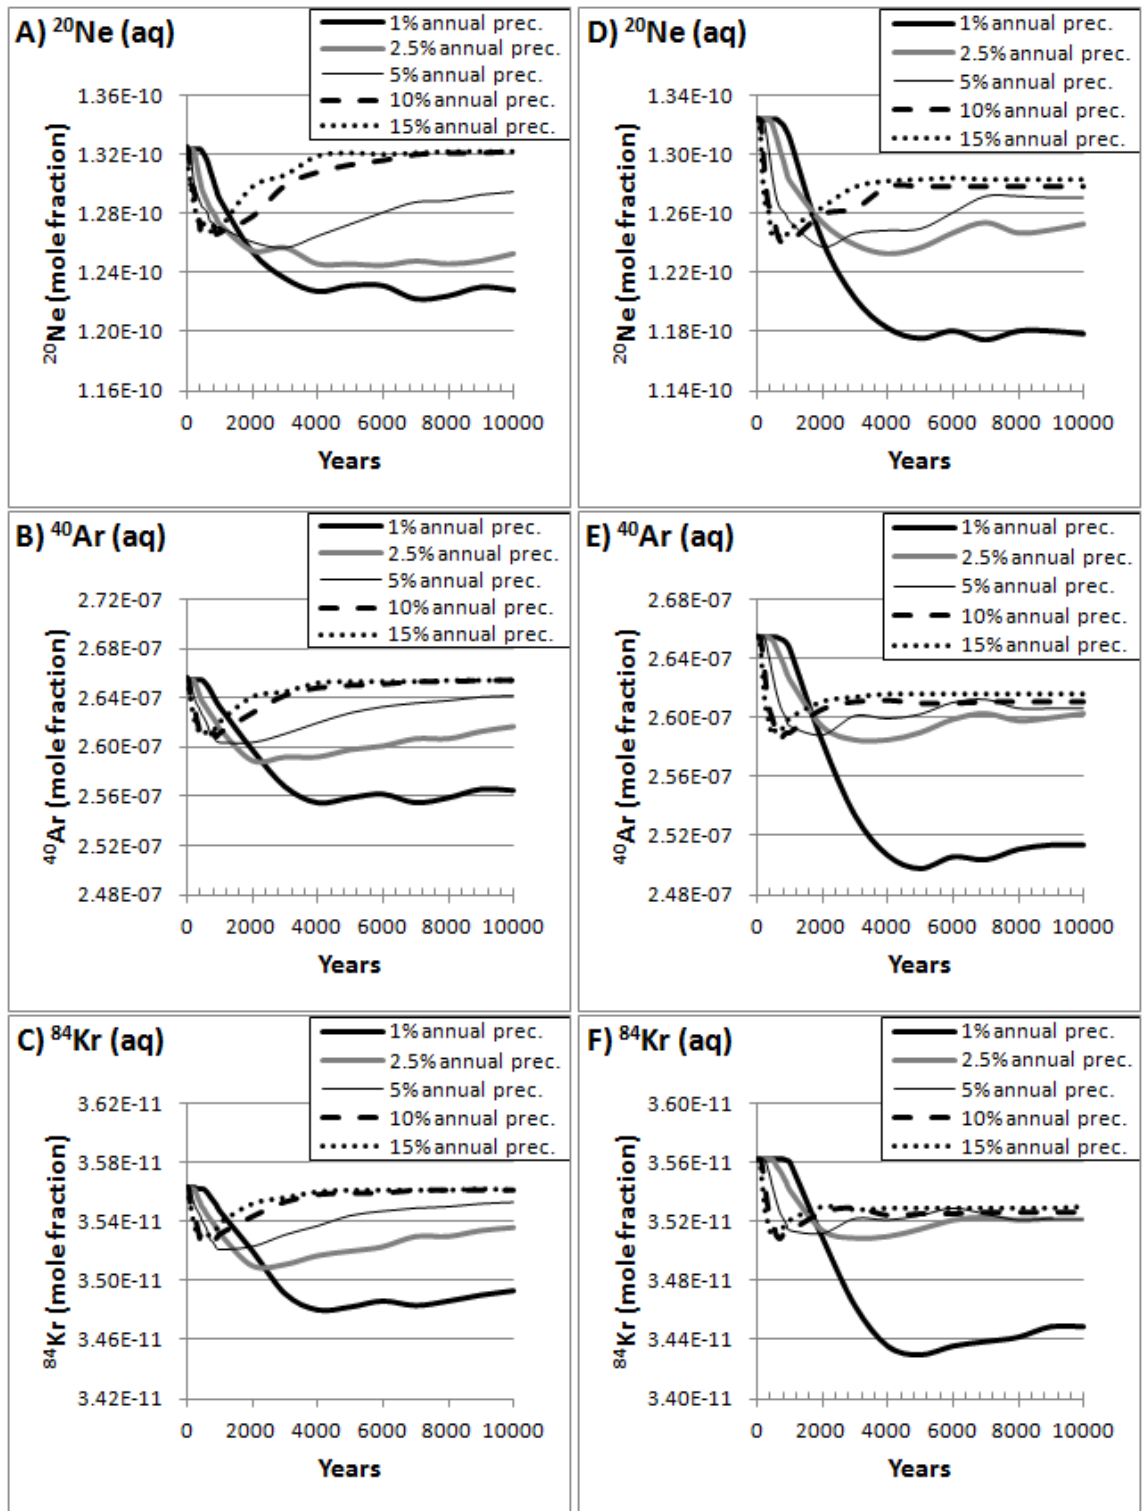 A) ²⁰Ne (aq)
1% annual prec.
2.5% annual prec.
5% annual prec.
10% annual prec.
15% annual prec.
²⁰Ne (mole fraction)
1.36E-10
1.32E-10
1.28E-10
1.24E-10
1.20E-10
1.16E-10
0 2000 4000 6000 8000 10000
Years
D) ²⁰Ne (aq)
1% annual prec.
2.5% annual prec.
5% annual prec.
10% annual prec.
15% annual prec.
²⁰Ne (mole fraction)
1.34E-10
1.30E-10
1.26E-10
1.22E-10
1.18E-10
1.14E-10
0 2000 4000 6000 8000 10000
Years
B) ⁴⁰Ar (aq)
1% annual prec.
2.5% annual prec.
5% annual prec.
10% annual prec.
15% annual prec.
⁴⁰Ar (mole fraction)
2.72E-07
2.68E-07
2.64E-07
2.60E-07
2.56E-07
2.52E-07
2.48E-07
0 2000 4000 6000 8000 10000
Years
E) ⁴⁰Ar (aq)
1% annual prec.
2.5% annual prec.
5% annual prec.
10% annual prec.
15% annual prec.
⁴⁰Ar (mole fraction)
2.68E-07
2.64E-07
2.60E-07
2.56E-07
2.52E-07
2.48E-07
0 2000 4000 6000 8000 10000
Years
C) ⁸⁴Kr (aq)
1% annual prec.
2.5% annual prec.
5% annual prec.
10% annual prec.
15% annual prec.
⁸⁴Kr (mole fraction)
3.62E-11
3.58E-11
3.54E-11
3.50E-11
3.46E-11
3.42E-11
0 2000 4000 6000 8000 10000
Years
F) ⁸⁴Kr (aq)
1% annual prec.
2.5% annual prec.
5% annual prec.
10% annual prec.
15% annual prec.
⁸⁴Kr (mole fraction)
3.60E-11
3.56E-11
3.52E-11
3.48E-11
3.44E-11
3.40E-11
0 2000 4000 6000 8000 10000
Years